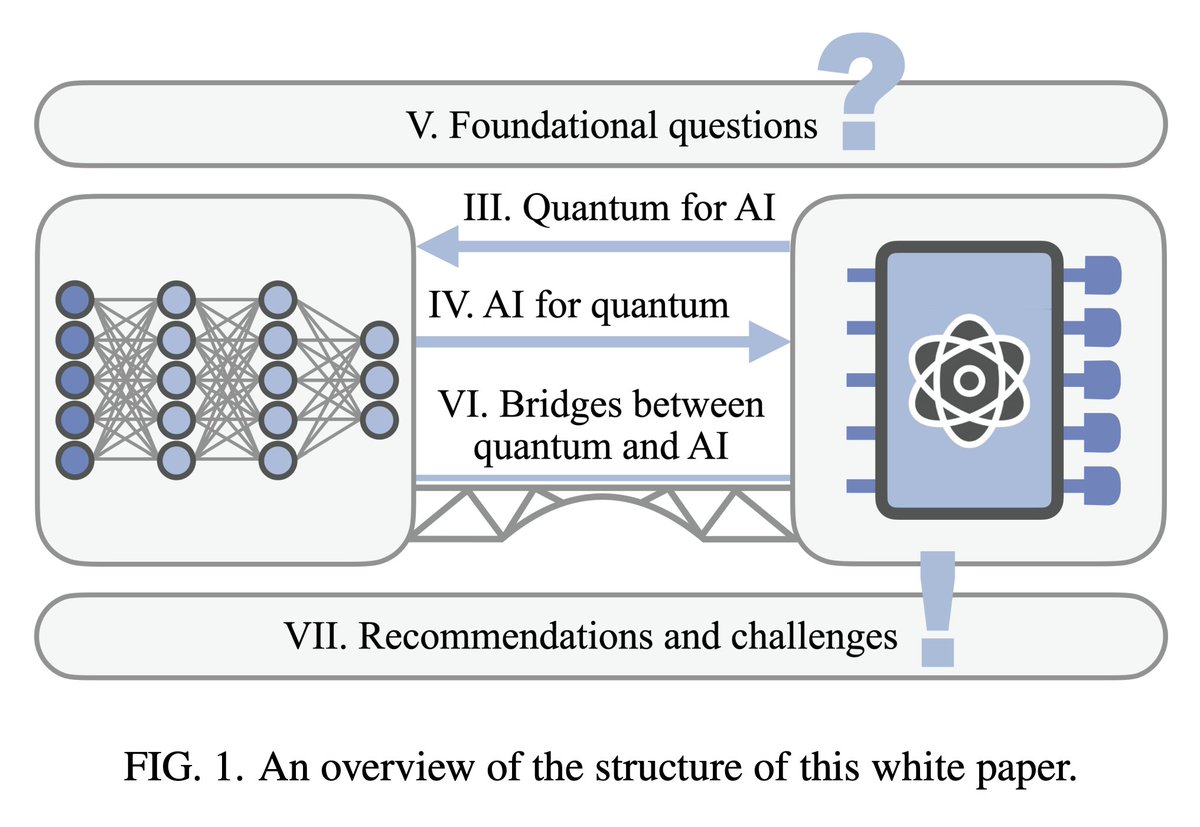 V. Foundational questions
?
III. Quantum for AI
IV. AI for quantum
VI. Bridges between
quantum and AI
VII. Recommendations and challenges
!
FIG. 1. An overview of the structure of this white paper.